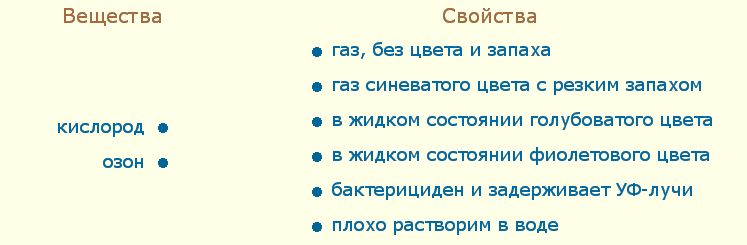 Вещества
Свойства
газ, без цвета и запаха
газ синеватого цвета с резким запахом
кислород
в жидком состоянии голубоватого цвета
озон
в жидком состоянии фиолетового цвета
бактерициден и задерживает УФ-лучи
плохо растворим в воде